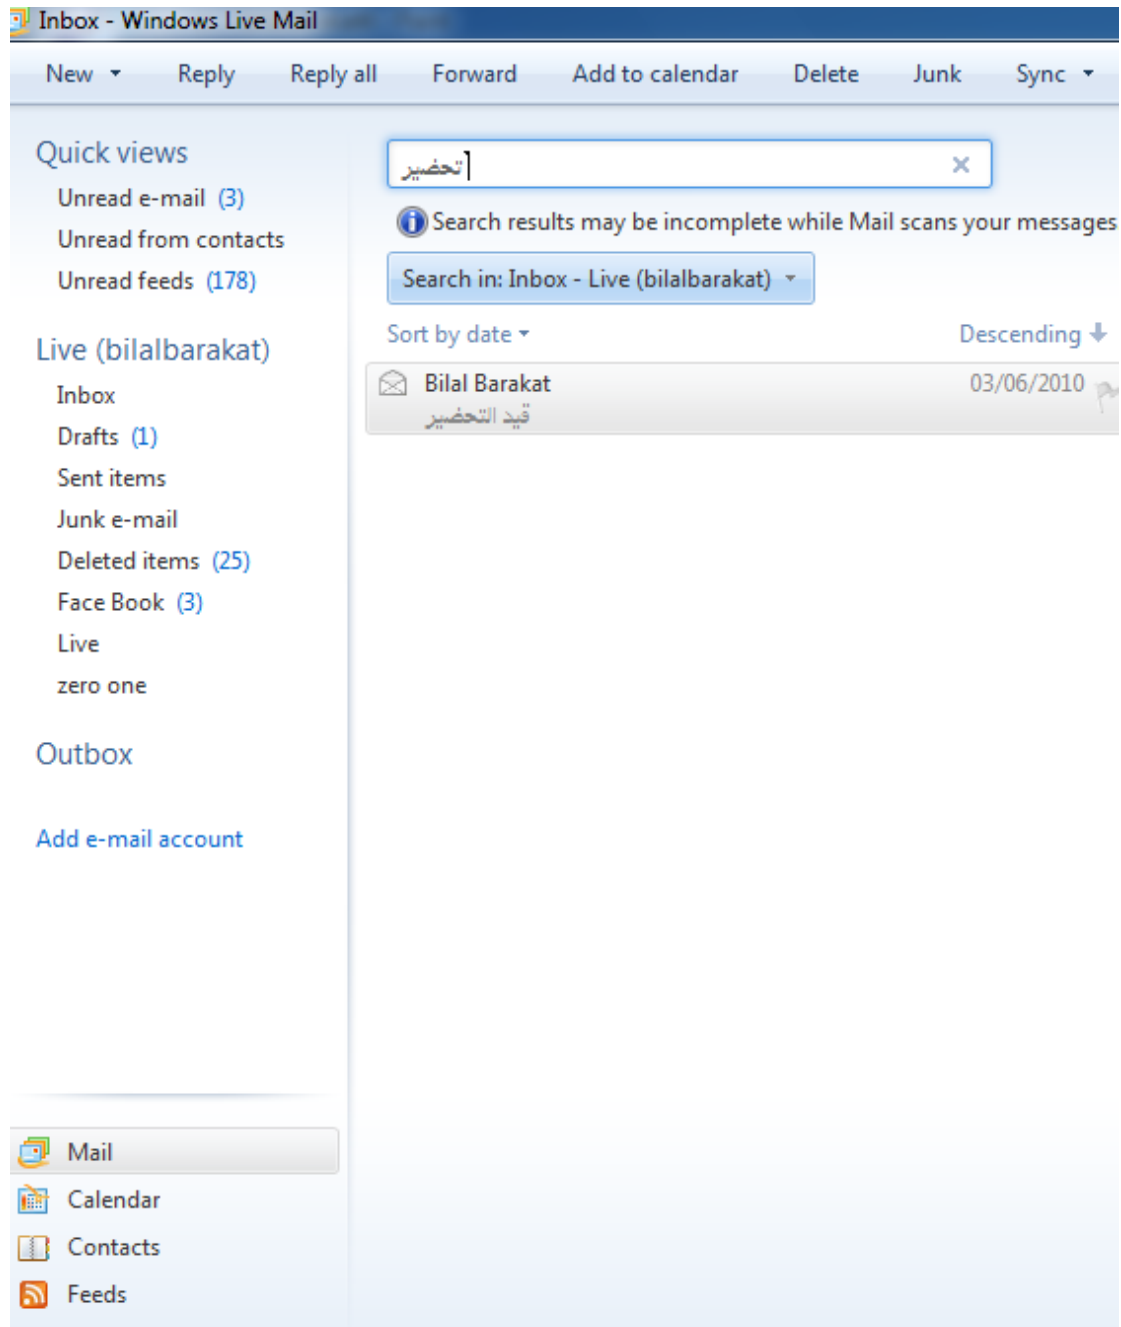 Inbox - Windows Live Mail
New Reply Reply all Forward Add to calendar Delete Junk Sync
Quick views
Unread e-mail (3)
Unread from contacts
Unread feeds (178)
Live (bilalbarakat)
Inbox
Drafts (1)
Sent items
Junk e-mail
Deleted items (25)
Face Book (3)
Live
zero one
Outbox
Add e-mail account
Mail
Calendar
Contacts
Feeds
تحضير
Search results may be incomplete while Mail scans your messages
Search in: Inbox - Live (bilalbarakat)
Sort by date Descending
Bilal Barakat 03/06/2010
قيد التحضير